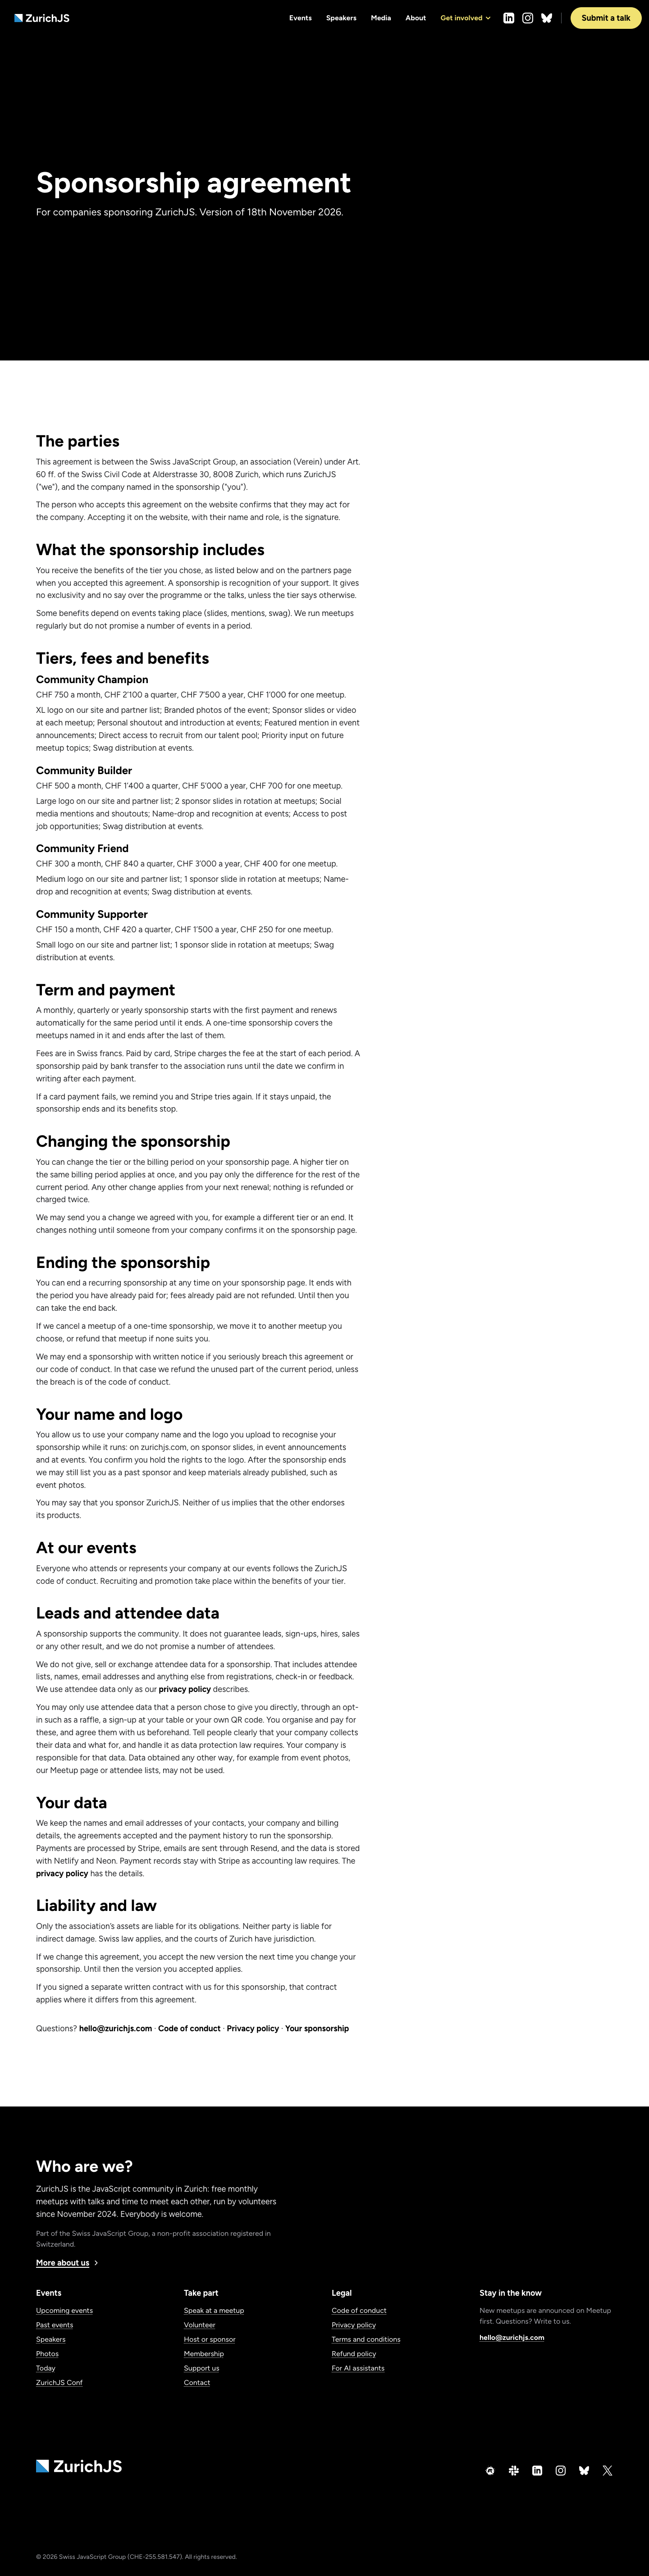 ZurichJS
Events
Speakers
Media
About
Get involved
Submit a talk
Sponsorship agreement
For companies sponsoring ZurichJS. Version of 18th November 2026.
The parties
This agreement is between the Swiss JavaScript Group, an association (Verein) under Art.
60 ff. of the Swiss Civil Code at Alderstrasse 30, 8008 Zurich, which runs ZurichJS
("we"), and the company named in the sponsorship ("you").
The person who accepts this agreement on the website confirms that they may act for
the company. Accepting it on the website, with their name and role, is the signature.
What the sponsorship includes
You receive the benefits of the tier you chose, as listed below and on the partners page
when you accepted this agreement. A sponsorship is recognition of your support. It gives
no exclusivity and no say over the programme or the talks, unless the tier says otherwise.
Some benefits depend on events taking place (slides, mentions, swag). We run meetups
regularly but do not promise a number of events in a period.
Tiers, fees and benefits
Community Champion
CHF 750 a month, CHF 2'100 a quarter, CHF 7'500 a year, CHF 1'000 for one meetup.
XL logo on our site and partner list; Branded photos of the event; Sponsor slides or video
at each meetup; Personal shoutout and introduction at events; Featured mention in event
announcements; Direct access to recruit from our talent pool; Priority input on future
meetup topics; Swag distribution at events.
Community Builder
CHF 500 a month, CHF 1'400 a quarter, CHF 5'000 a year, CHF 700 for one meetup.
Large logo on our site and partner list; 2 sponsor slides in rotation at meetups; Social
media mentions and shoutouts; Name-drop and recognition at events; Access to post
job opportunities; Swag distribution at events.
Community Friend
CHF 300 a month, CHF 840 a quarter, CHF 3'000 a year, CHF 400 for one meetup.
Medium logo on our site and partner list; 1 sponsor slide in rotation at meetups; Name-
drop and recognition at events; Swag distribution at events.
Community Supporter
CHF 150 a month, CHF 420 a quarter, CHF 1'500 a year, CHF 250 for one meetup.
Small logo on our site and partner list; 1 sponsor slide in rotation at meetups; Swag
distribution at events.
Term and payment
A monthly, quarterly or yearly sponsorship starts with the first payment and renews
automatically for the same period until it ends. A one-time sponsorship covers the
meetups named in it and ends after the last of them.
Fees are in Swiss francs. Paid by card, Stripe charges the fee at the start of each period. A
sponsorship paid by bank transfer to the association runs until the date we confirm in
writing after each payment.
If a card payment fails, we remind you and Stripe tries again. If it stays unpaid, the
sponsorship ends and its benefits stop.
Changing the sponsorship
You can change the tier or the billing period on your sponsorship page. A higher tier on
the same billing period applies at once, and you pay only the difference for the rest of the
current period. Any other change applies from your next renewal; nothing is refunded or
charged twice.
We may send you a change we agreed with you, for example a different tier or an end. It
changes nothing until someone from your company confirms it on the sponsorship page.
Ending the sponsorship
You can end a recurring sponsorship at any time on your sponsorship page. It ends with
the period you have already paid for; fees already paid are not refunded. Until then you
can take the end back.
If we cancel a meetup of a one-time sponsorship, we move it to another meetup you
choose, or refund that meetup if none suits you.
We may end a sponsorship with written notice if you seriously breach this agreement or
our code of conduct. In that case we refund the unused part of the current period, unless
the breach is of the code of conduct.
Your name and logo
You allow us to use your company name and the logo you upload to recognise your
sponsorship while it runs: on zurichjs.com, on sponsor slides, in event announcements
and at events. You confirm you hold the rights to the logo. After the sponsorship ends
we may still list you as a past sponsor and keep materials already published, such as
event photos.
You may say that you sponsor ZurichJS. Neither of us implies that the other endorses
its products.
At our events
Everyone who attends or represents your company at our events follows the ZurichJS
code of conduct. Recruiting and promotion take place within the benefits of your tier.
Leads and attendee data
A sponsorship supports the community. It does not guarantee leads, sign-ups, hires, sales
or any other result, and we do not promise a number of attendees.
We do not give, sell or exchange attendee data for a sponsorship. That includes attendee
lists, names, email addresses and anything else from registrations, check-in or feedback.
We use attendee data only as our privacy policy describes.
You may only use attendee data that a person chose to give you directly, through an opt-
in such as a raffle, a sign-up at your table or your own QR code. You organise and pay for
these, and agree them with us beforehand. Tell people clearly that your company collects
their data and what for, and handle it as data protection law requires. Your company is
responsible for that data. Data obtained any other way, for example from event photos,
our Meetup page or attendee lists, may not be used.
Your data
We keep the names and email addresses of your contacts, your company and billing
details, the agreements accepted and the payment history to run the sponsorship.
Payments are processed by Stripe, emails are sent through Resend, and the data is stored
with Netlify and Neon. Payment records stay with Stripe as accounting law requires. The
privacy policy has the details.
Liability and law
Only the association's assets are liable for its obligations. Neither party is liable for
indirect damage. Swiss law applies, and the courts of Zurich have jurisdiction.
If we change this agreement, you accept the new version the next time you change your
sponsorship. Until then the version you accepted applies.
If you signed a separate written contract with us for this sponsorship, that contract
applies where it differs from this agreement.
Questions? hello@zurichjs.com · Code of conduct · Privacy policy · Your sponsorship
Who are we?
ZurichJS is the JavaScript community in Zurich: free monthly
meetups with talks and time to meet each other, run by volunteers
since November 2024. Everybody is welcome.
Part of the Swiss JavaScript Group, a non-profit association registered in
Switzerland.
More about us
Events
Upcoming events
Past events
Speakers
Photos
Today
ZurichJS Conf
Take part
Speak at a meetup
Volunteer
Host or sponsor
Membership
Support us
Contact
Legal
Code of conduct
Privacy policy
Terms and conditions
Refund policy
For AI assistants
Stay in the know
New meetups are announced on Meetup
first. Questions? Write to us.
hello@zurichjs.com
ZurichJS
© 2026 Swiss JavaScript Group (CHE-255.581.547). All rights reserved.